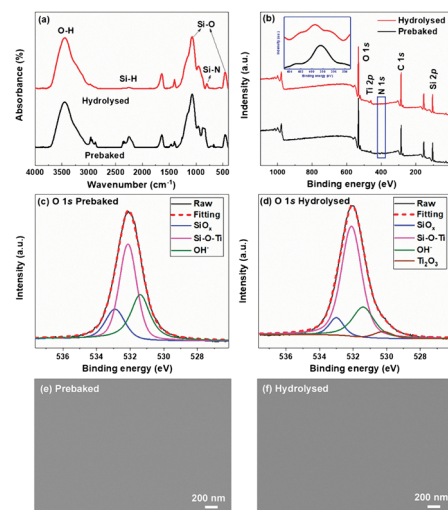 (a)
O-H
Si-O
Si-H
Si-N
Hydrolysed
Prebaked
Absorbance (%)
4000 3500 3000 2500 2000 1500 1000 500
Wavenumber (cm-1)
(b)
Hydrolysed
Prebaked
O 1s
Ti 2p
N 1s
C 1s
Si 2p
Indensity (a.u.)
1000 800 600 400 200 0
Binding energy (eV)
(c) O 1s Prebaked
Raw
Fitting
SiOx
Si-O-Ti
OH-
Intensity (a.u.)
536 534 532 530 528
Binding energy (eV)
(d) O 1s Hydrolysed
Raw
Fitting
SiOx
Si-O-Ti
OH-
Ti2O3
Intensity (a.u.)
536 534 532 530 528
Binding energy (eV)
(e) Prebaked
200 nm
(f) Hydrolysed
200 nm